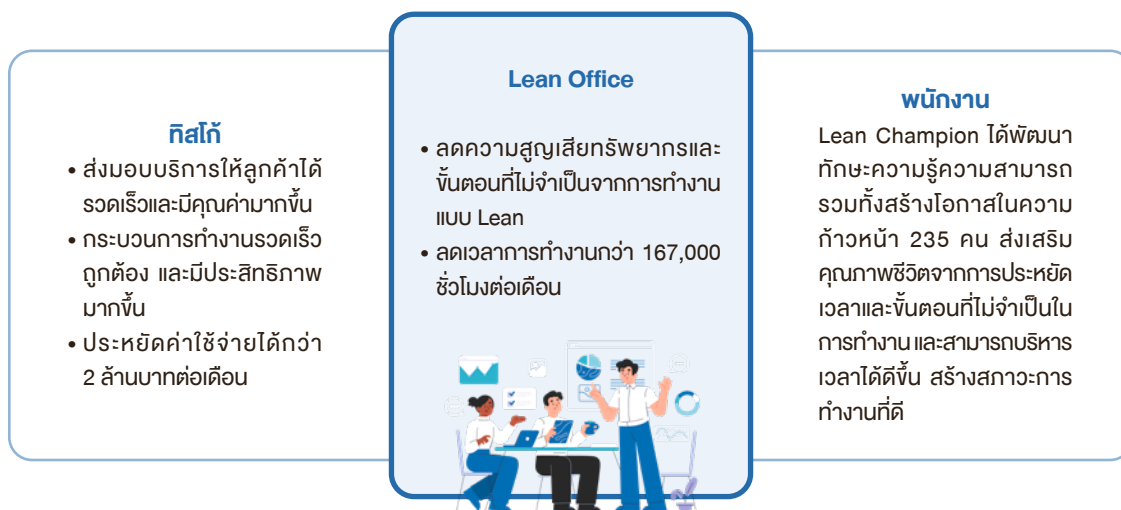 ทิสโก้
• ส่งมอบบริการให้ลูกค้าได้
รวดเร็วและมีคุณค่ามากขึ้น
• กระบวนการทำงานรวดเร็ว
ถูกต้อง และมีประสิทธิภาพ
มากขึ้น
• ประหยัดค่าใช้จ่ายได้กว่า
2 ล้านบาทต่อเดือน
Lean Office
• ลดความสูญเสียทรัพยากรและ
ขั้นตอนที่ไม่จำเป็นจากการทำงาน
แบบ Lean
• ลดเวลาการทำงานกว่า 167,000
ชั่วโมงต่อเดือน
พนักงาน
Lean Champion ได้พัฒนา
ทักษะความรู้ความสามารถ
รวมทั้งสร้างโอกาสในความ
ก้าวหน้า 235 คน ส่งเสริม
คุณภาพชีวิตจากการประหยัด
เวลาและขั้นตอนที่ไม่จำเป็นใน
การทำงาน และสามารถบริหาร
เวลาได้ดีขึ้น สร้างสภาวะการ
ทำงานที่ดี